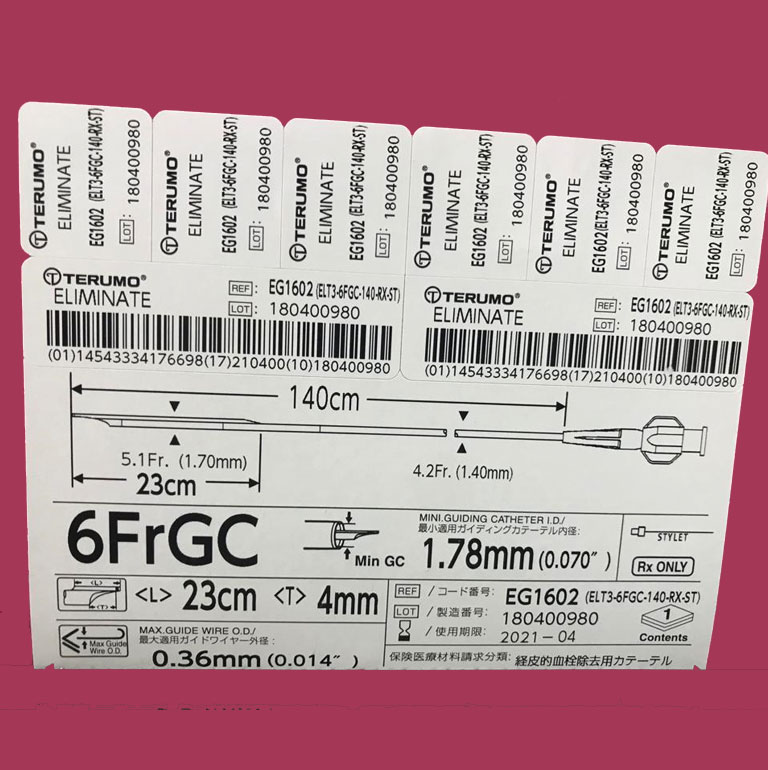 TERUMO®
ELIMINATE
EG1602 (ELT3-6FGC-140-RX-ST)
LOT : 180400980
TERUMO®
ELIMINATE
EG1602 (ELT3-6FGC-140-RX-ST)
LOT : 180400980
TERUMO®
ELIMINATE
EG1602 (ELT3-6FGC-140-RX-ST)
LOT : 180400980
TERUMO®
ELIMINATE
EG1602 (ELT3-6FGC-140-RX-ST)
LOT : 180400980
TERUMO®
ELIMINATE
EG1602 (ELT3-6FGC-140-RX-ST)
LOT : 180400980
TERUMO®
ELIMINATE
EG1602 (ELT3-6FGC-140-RX-ST)
LOT : 180400980
TERUMO®
ELIMINATE
REF : EG1602 (ELT3-6FGC-140-RX-ST)
LOT : 180400980
(01)14543334176698(17)210400(10)180400980
TERUMO®
ELIMINATE
REF : EG1602 (ELT3-6FGC-140-RX-ST)
LOT : 180400980
(01)14543334176698(17)210400(10)180400980
140cm
5.1Fr. (1.70mm)
4.2Fr. (1.40mm)
23cm
6FrGC
Min GC
MINI.GUIDING CATHETER I.D./
最小適用ガイディングカテーテル内径:
1.78mm (0.070″)
STYLET
Rx ONLY
<L>
<T>
<L> 23cm <T> 4mm
REF / コード番号: EG1602 (ELT3-6FGC-140-RX-ST)
LOT / 製造番号: 180400980
/ 使用期限: 2021-04
1
Contents
Max Guide
Wire O.D.
MAX.GUIDE WIRE O.D./
最大適用ガイドワイヤー外径 :
0.36mm (0.014″ )
保険医療材料請求分類: 経皮的血栓除去用カテーテル